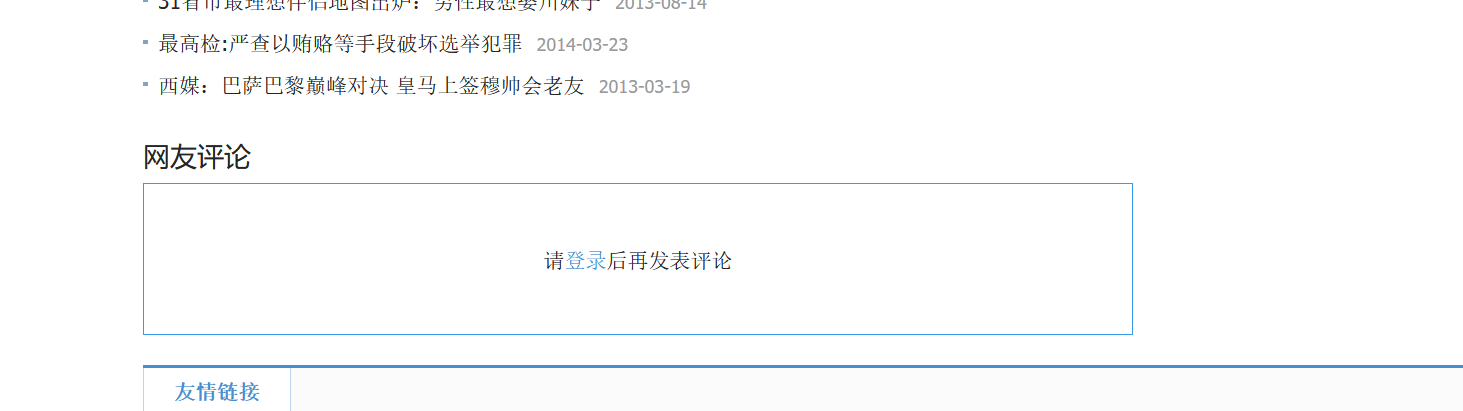 31省市最理想伴侣地图出炉：男性最想娶川妹子 2013-08-14
最高检:严查以贿赂等手段破坏选举犯罪 2014-03-23
西媒：巴萨巴黎巅峰对决 皇马上签穆帅会老友 2013-03-19
网友评论
请登录后再发表评论
友情链接